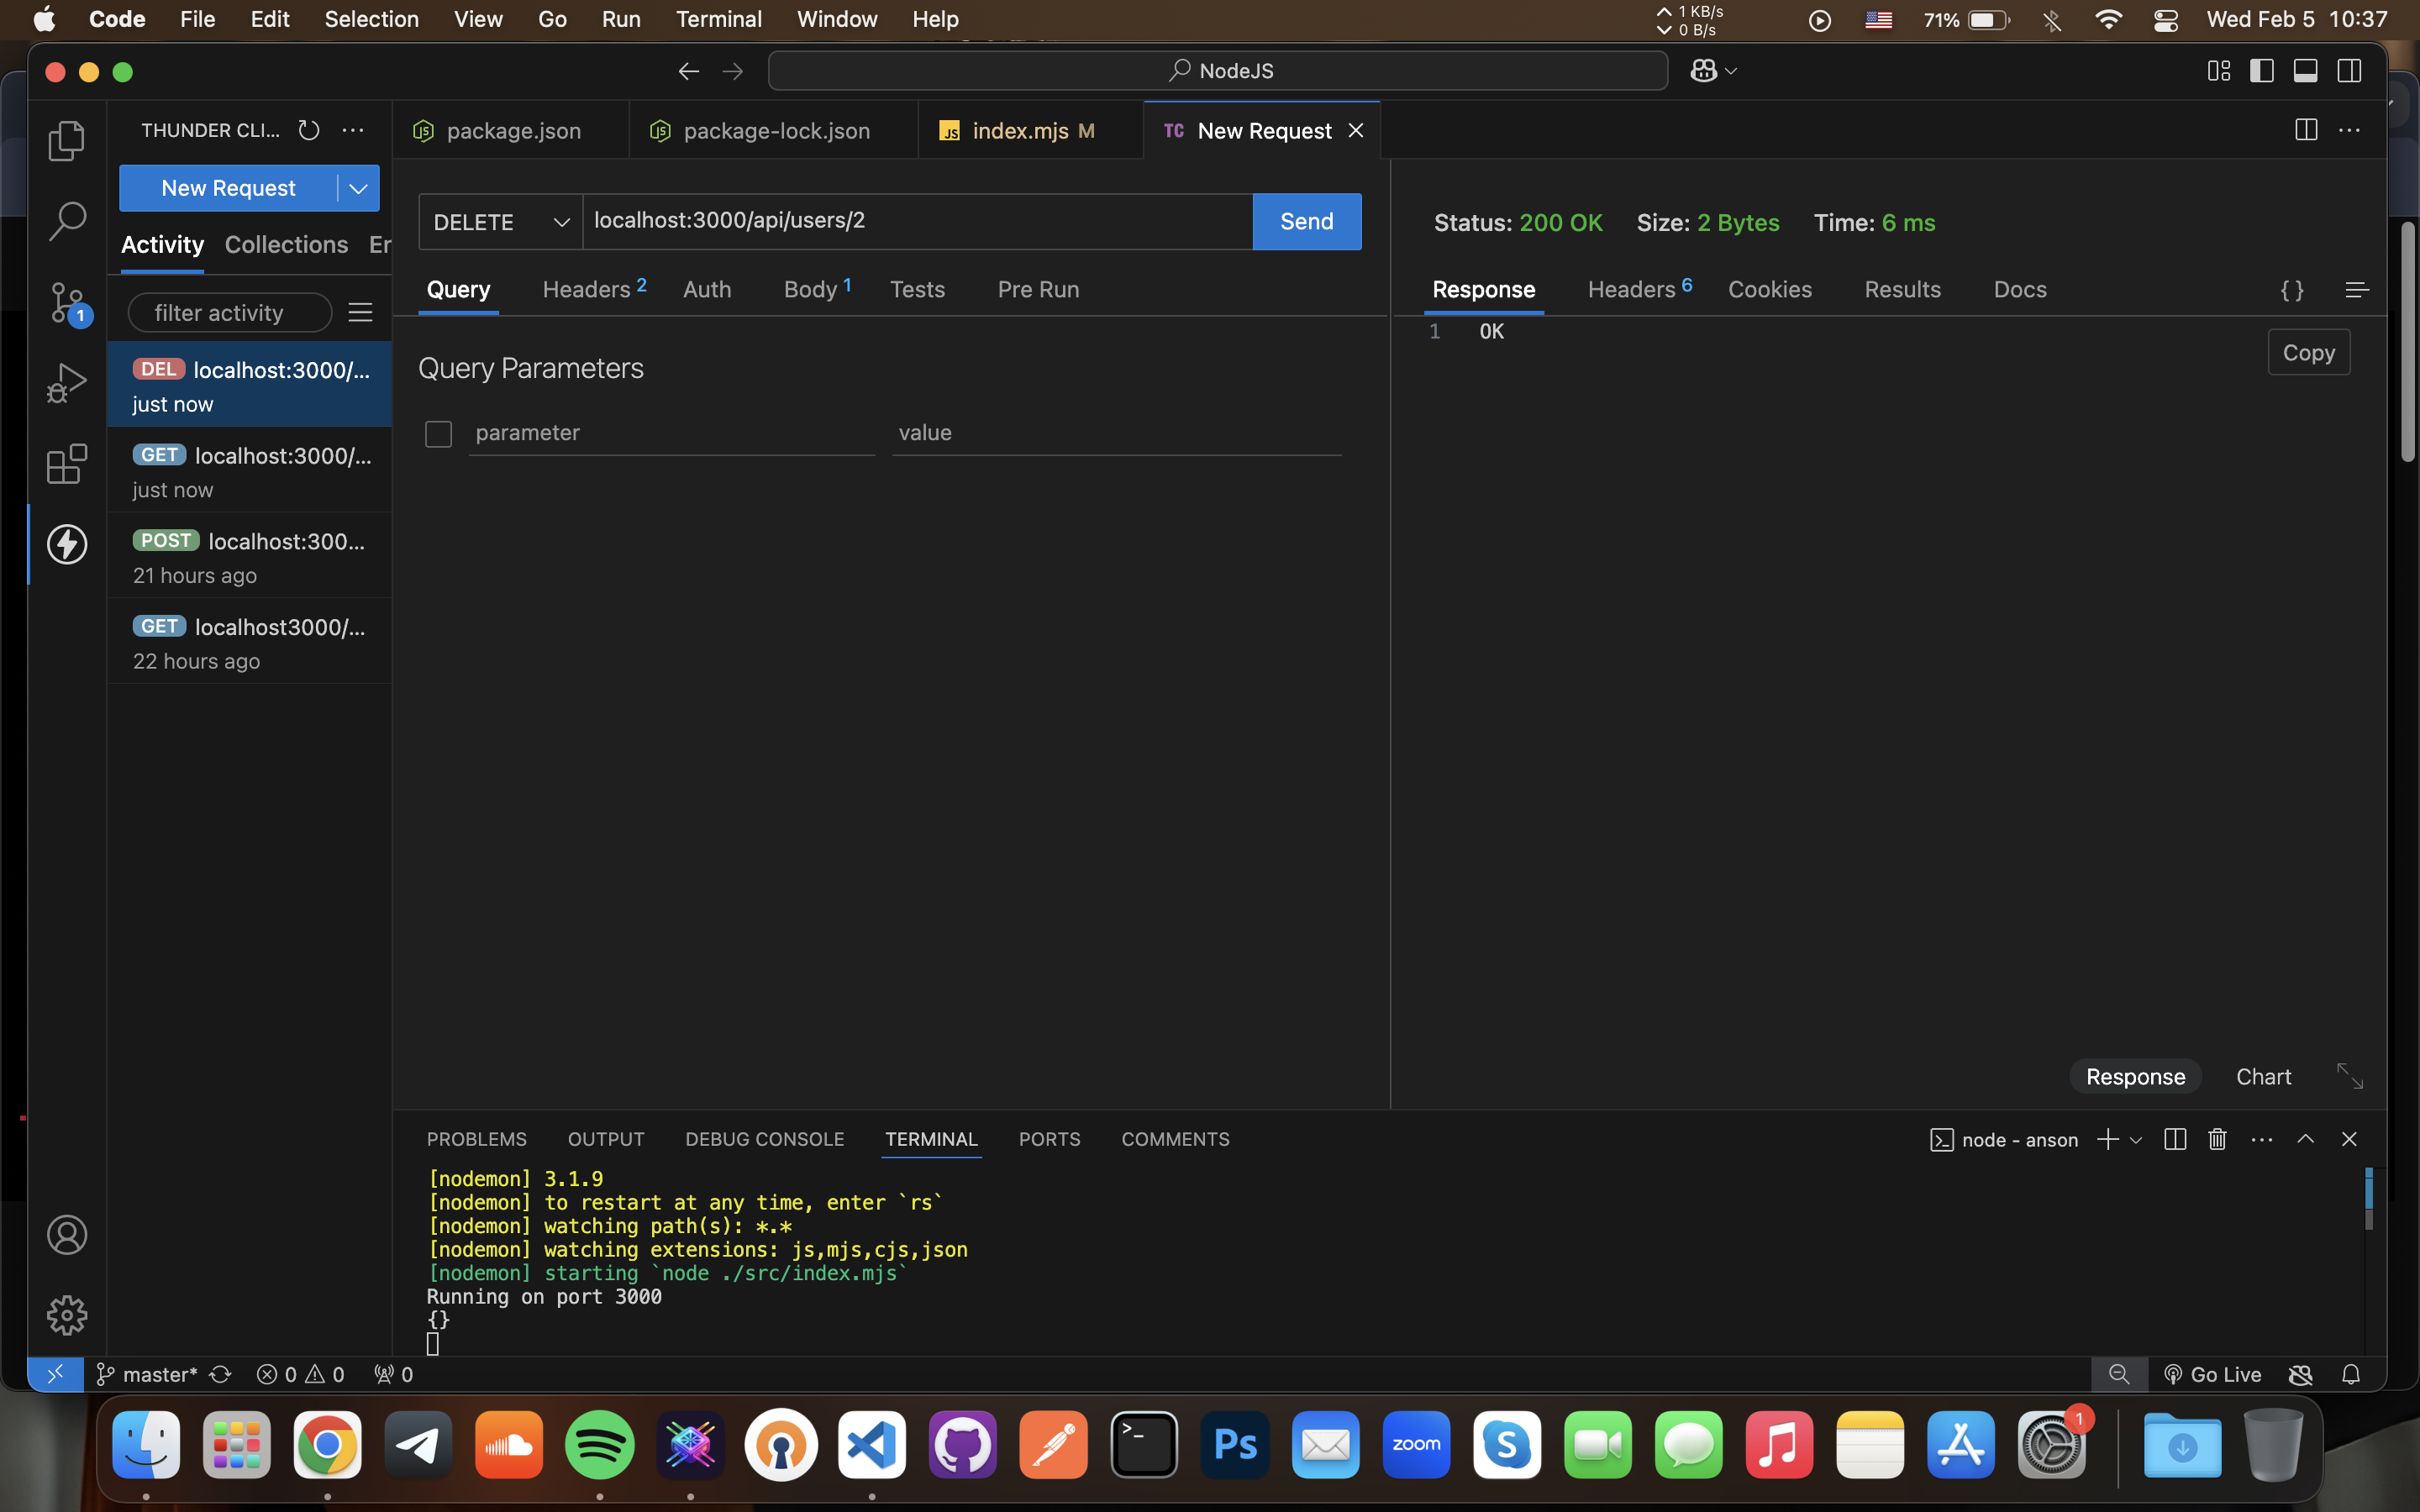 Code File Edit Selection View Go Run Terminal Window Help 1 KB/s 0 B/s 71% Wed Feb 5 10:37
NodeJS
THUNDER CLI...
package.json package-lock.json JS index.mjs M TC New Request
New Request
DELETE localhost:3000/api/users/2 Send
Status: 200 OK Size: 2 Bytes Time: 6 ms
Activity Collections Er
Query Headers 2 Auth Body 1 Tests Pre Run
Response Headers 6 Cookies Results Docs { }
filter activity
1
1 OK
Copy
DEL localhost:3000/...
just now
GET localhost:3000/...
just now
POST localhost:300...
21 hours ago
GET localhost3000/...
22 hours ago
Query Parameters
parameter value
Response Chart
PROBLEMS OUTPUT DEBUG CONSOLE TERMINAL PORTS COMMENTS node - anson
[nodemon] 3.1.9
[nodemon] to restart at any time, enter `rs`
[nodemon] watching path(s): *.*
[nodemon] watching extensions: js,mjs,cjs,json
[nodemon] starting `node ./src/index.mjs`
Running on port 3000
{}
master* 0 0 0 Go Live
>_ Ps zoom S 1